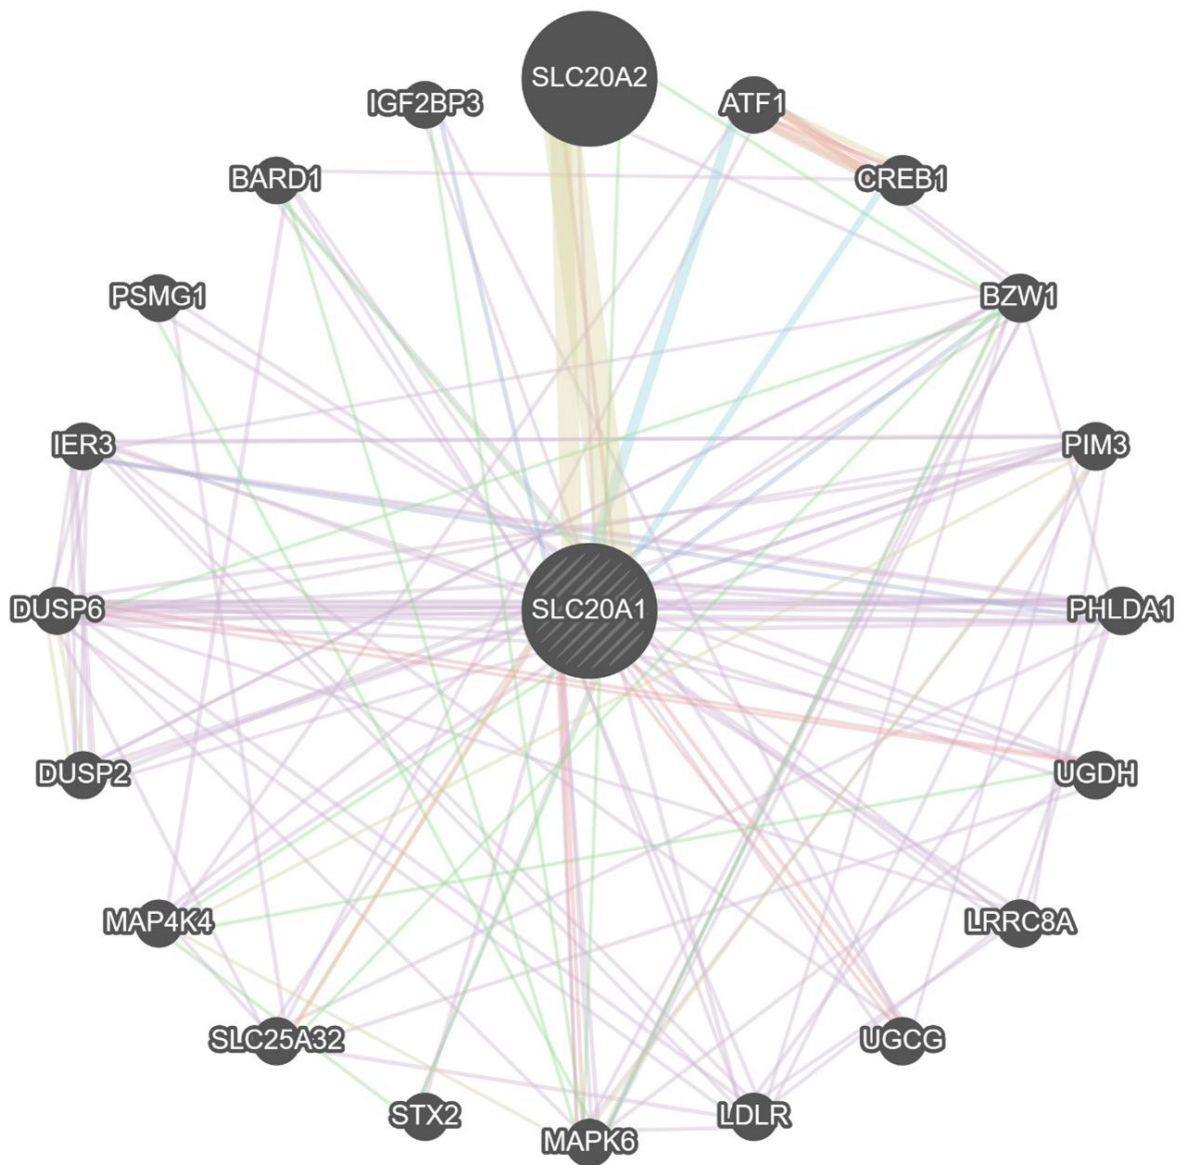 SLC20A2
IGF2BP3
ATF1
BARD1
CREB1
PSMG1
BZW1
IER3
PIM3
DUSP6
SLC20A1
PHLDA1
DUSP2
UGDH
MAP4K4
LRRC8A
SLC25A32
UGCG
STX2
LDLR
MAPK6